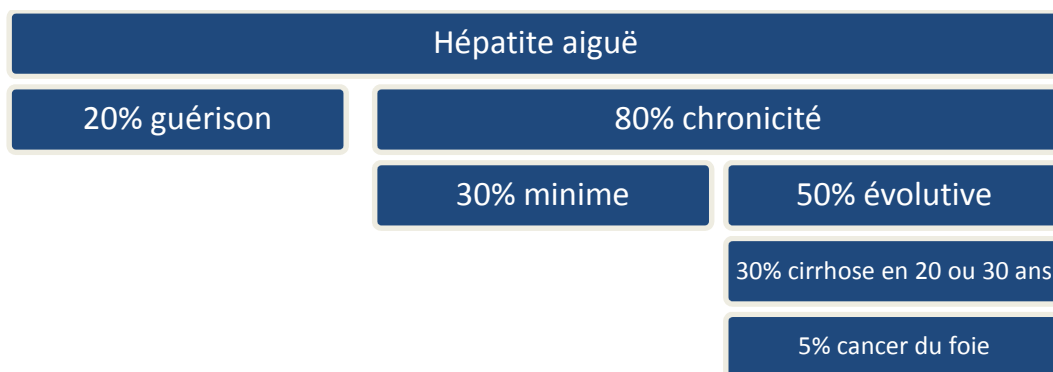 Hépatite aiguë
20% guérison
80% chronicité
30% minime
50% évolutive
30% cirrhose en 20 ou 30 ans
5% cancer du foie